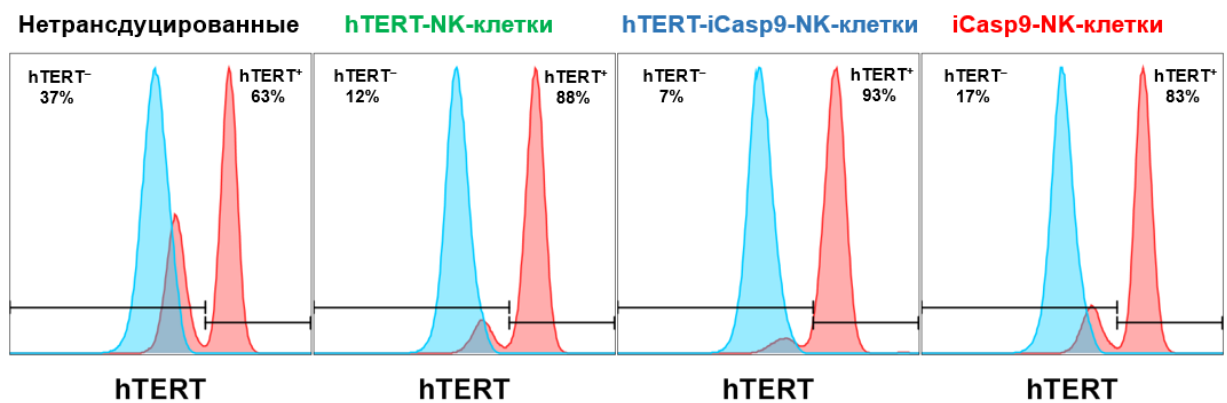 Нетрансдуцированные
hTERT-NK-клетки
hTERT-iCasp9-NK-клетки
iCasp9-NK-клетки
hTERT⁻
37%
hTERT⁺
63%
hTERT⁻
12%
hTERT⁺
88%
hTERT⁻
7%
hTERT⁺
93%
hTERT⁻
17%
hTERT⁺
83%
hTERT
hTERT
hTERT
hTERT